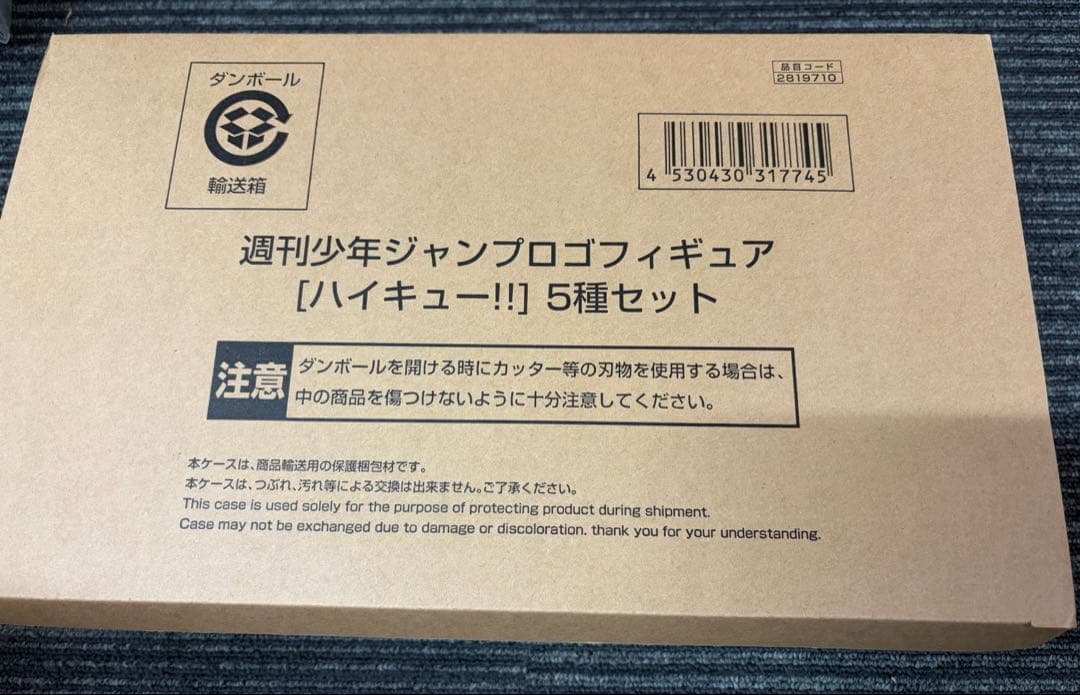 ダンボール
輸送箱
品目コード
2819710
4 530430 317745
週刊少年ジャンプロゴフィギュア
[ハイキュー!!] 5種セット
注意
ダンボールを開ける時にカッター等の刃物を使用する場合は、
中の商品を傷つけないように十分注意してください。
本ケースは、商品輸送用の保護梱包材です。
本ケースは、つぶれ、汚れ等による交換は出来ません。ご了承ください。
This case is used solely for the purpose of protecting product during shipment.
Case may not be exchanged due to damage or discoloration. thank you for your understanding.